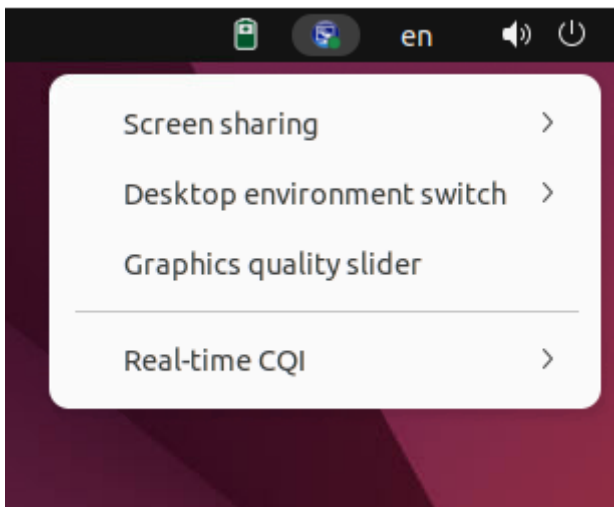 en
Screen sharing
Desktop environment switch
Graphics quality slider
Real-time CQI